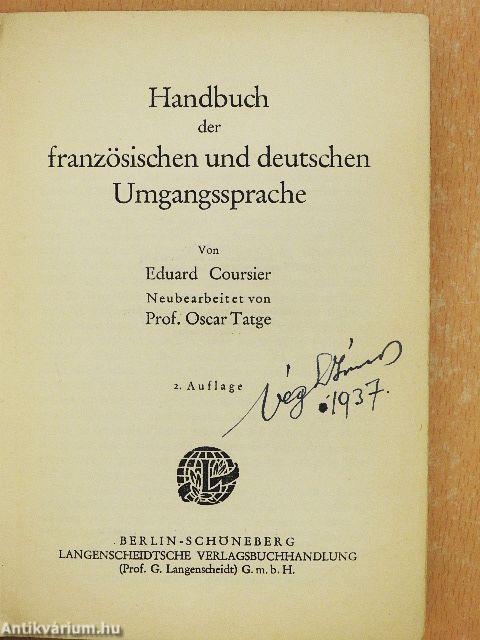 Handbuch
der
französischen und deutschen
Umgangssprache
Von
Eduard Coursier
Neubearbeitet von
Prof. Oscar Tatge
2. Auflage
Vég
1937.
L
BERLIN-SCHÖNEBERG
LANGENSCHEIDTSCHE VERLAGSBUCHHANDLUNG
(Prof. G. Langenscheidt) G. m. b. H.
Antikvárium.hu